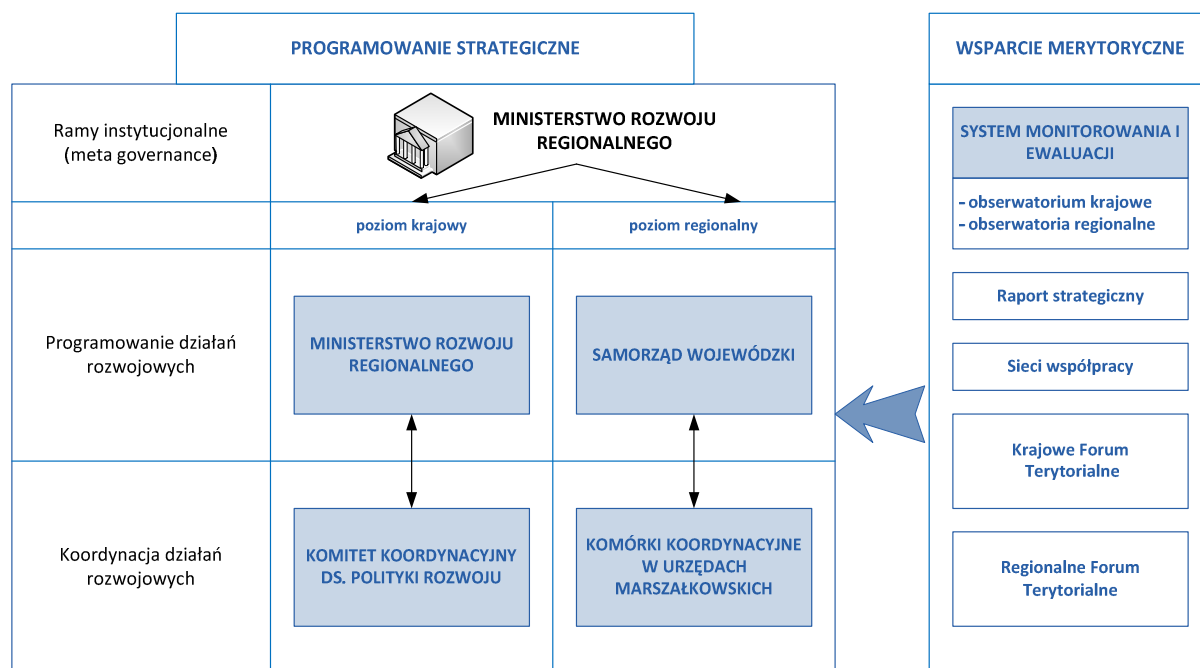 PROGRAMOWANIE STRATEGICZNE
WSPARCIE MERYTORYCZNE
Ramy instytucjonalne
(meta governance)
MINISTERSTWO ROZWOJU
REGIONALNEGO
poziom krajowy
poziom regionalny
Programowanie działań
rozwojowych
MINISTERSTWO ROZWOJU
REGIONALNEGO
SAMORZĄD WOJEWÓDZKI
Koordynacja działań
rozwojowych
KOMITET KOORDYNACYJNY
DS. POLITYKI ROZWOJU
KOMÓRKI KOORDYNACYJNE
W URZĘDACH
MARSZAŁKOWSKICH
SYSTEM MONITOROWANIA I
EWALUACJI
- obserwatorium krajowe
- obserwatoria regionalne
Raport strategiczny
Sieci współpracy
Krajowe Forum
Terytorialne
Regionalne Forum
Terytorialne